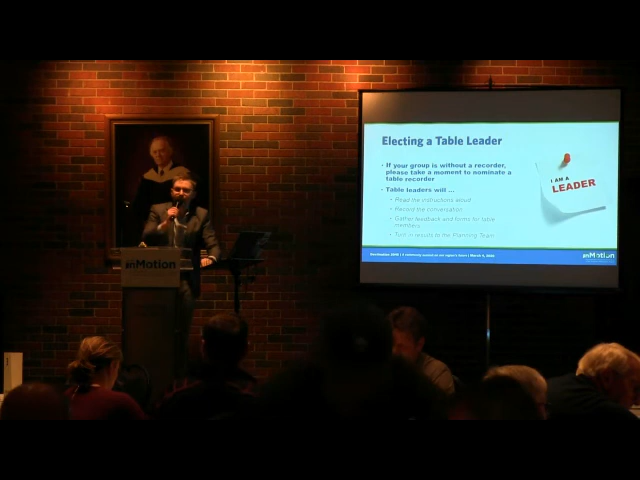 Electing a Table Leader
• If your group is without a recorder,
please take a moment to nominate a
table recorder
• Table leaders will ...
• Read the instructions aloud
• Record the conversation
• Gather feedback and forms for table
members
• Turn in results to the Planning Team
I AM A
LEADER
Motion
Motion